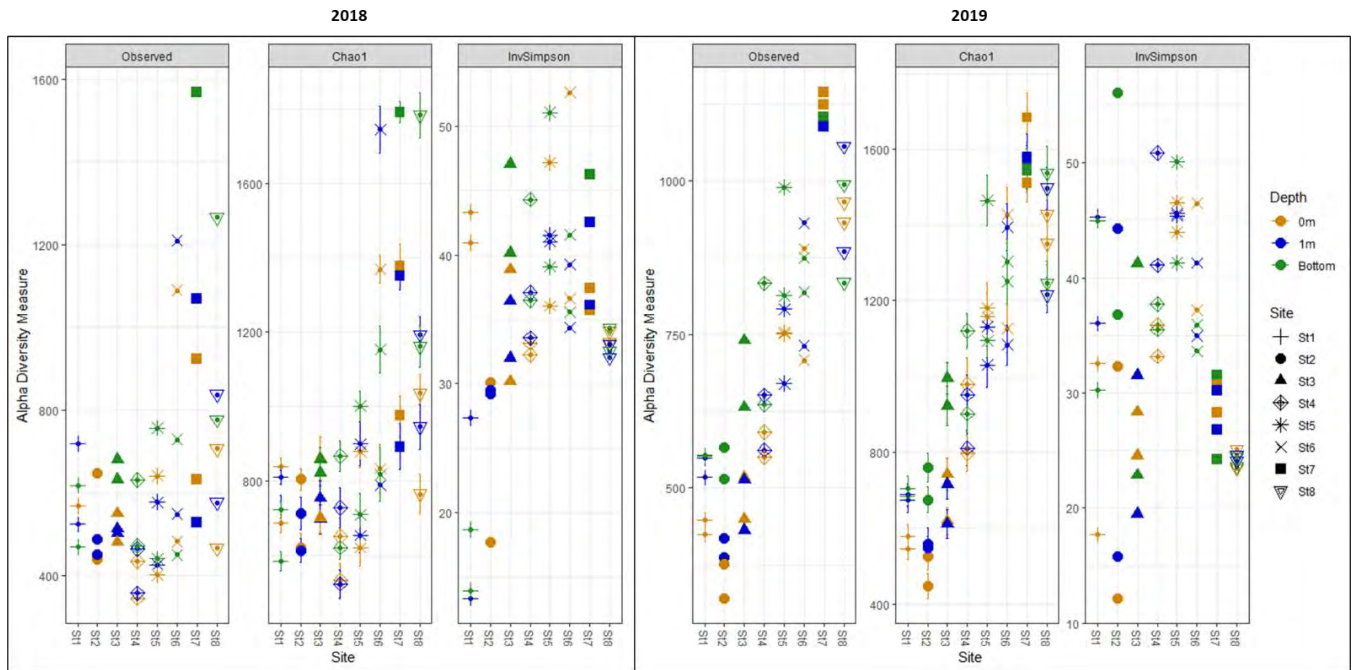 2018
2019
Observed
Chao1
InvSimpson
Observed
Chao1
InvSimpson
Alpha Diversity Measure
1600
1200
800
400
1600
1200
800
50
40
30
20
Alpha Diversity Measure
1000
750
500
1600
1200
800
400
50
40
30
20
10
St1
St2
St3
St4
St5
St6
St7
St8
St1
St2
St3
St4
St5
St6
St7
St8
St1
St2
St3
St4
St5
St6
St7
St8
St1
St2
St3
St4
St5
St6
St7
St8
St1
St2
St3
St4
St5
St6
St7
St8
St1
St2
St3
St4
St5
St6
St7
St8
Site
Site
Depth
0m
1m
Bottom
Site
St1
St2
St3
St4
St5
St6
St7
St8